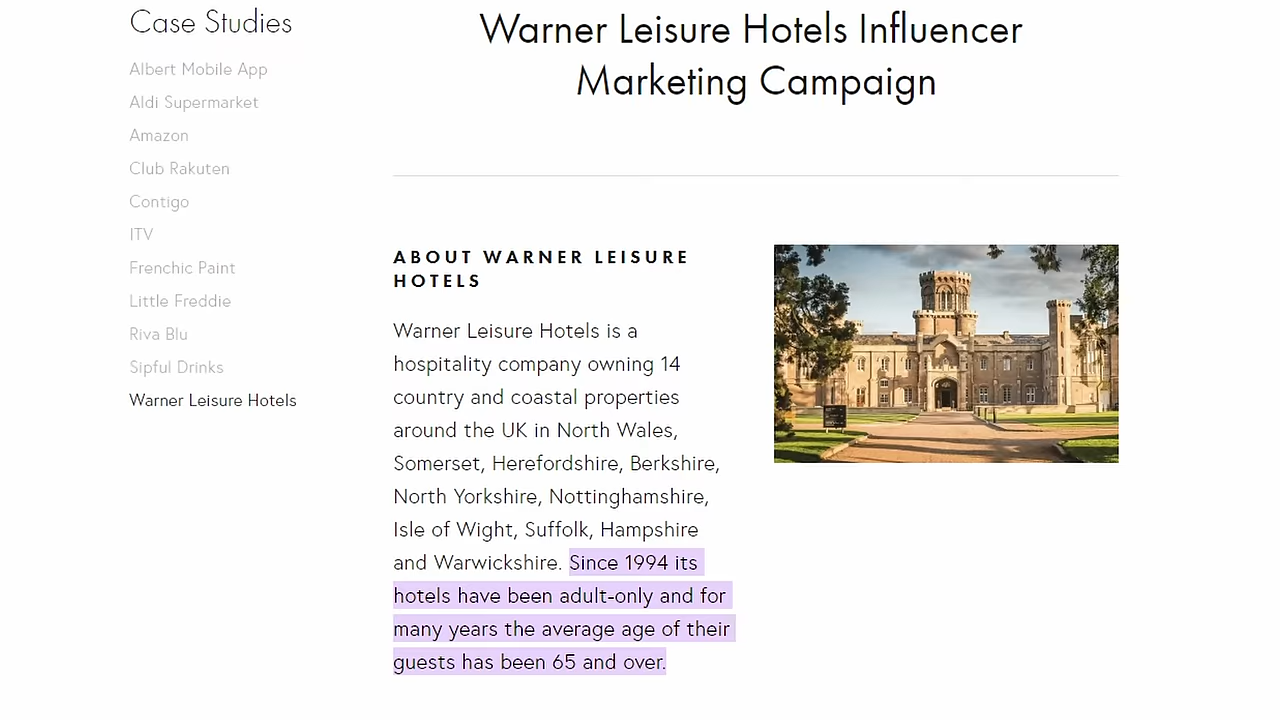 Case Studies
Albert Mobile App
Aldi Supermarket
Amazon
Club Rakuten
Contigo
ITV
Frenchic Paint
Little Freddie
Riva Blu
Sipful Drinks
Warner Leisure Hotels
Warner Leisure Hotels Influencer
Marketing Campaign
ABOUT WARNER LEISURE
HOTELS
Warner Leisure Hotels is a
hospitality company owning 14
country and coastal properties
around the UK in North Wales,
Somerset, Herefordshire, Berkshire,
North Yorkshire, Nottinghamshire,
Isle of Wight, Suffolk, Hampshire
and Warwickshire. Since 1994 its
hotels have been adult-only and for
many years the average age of their
guests has been 65 and over.